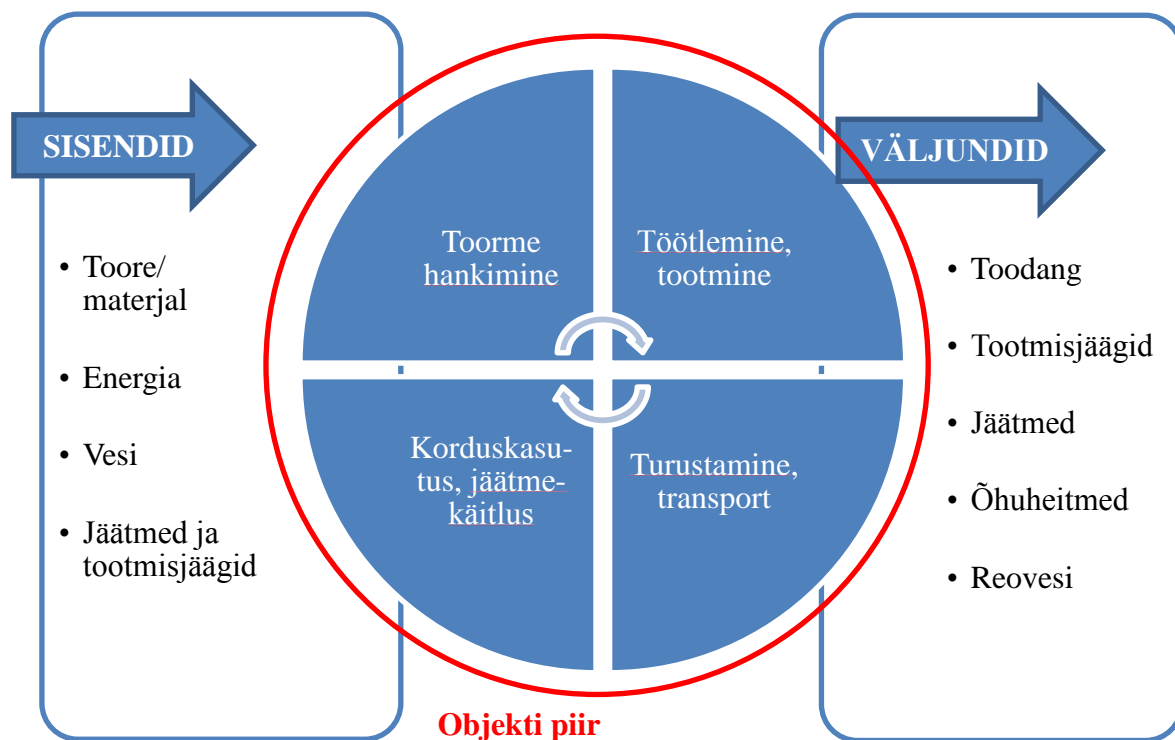 SISENDID
• Toore/
materjal
• Energia
• Vesi
• Jäätmed ja
tootmisjäägid
Toorme
hankimine
Töötlemine,
tootmine
Korduskasu-
tus, jäätme-
käitlus
Turustamine,
transport
VÄLJUNDID
• Toodang
• Tootmisjäägid
• Jäätmed
• Õhuheitmed
• Reovesi
Objekti piir